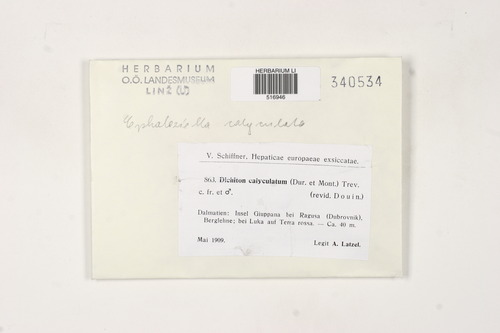 HERBARIUM
O.Ö. LANDESMUSEUM
LINZ (LI)
HERBARIUM LI
516946
340534
Cephaloziella calyculata
V. Schiffner. Hepaticae europaeae exsiccatae.
863. Dichiton calyculatum (Dur. et Mont.) Trev.
c. fr. et ♂. (revid. Douin.)
Dalmatien: Insel Giuppana bei Ragusa (Dubrovnik),
Berglehne; bei Luka auf Terra rossa. — Ca. 40 m.
Mai 1909. Legit A. Latzel.